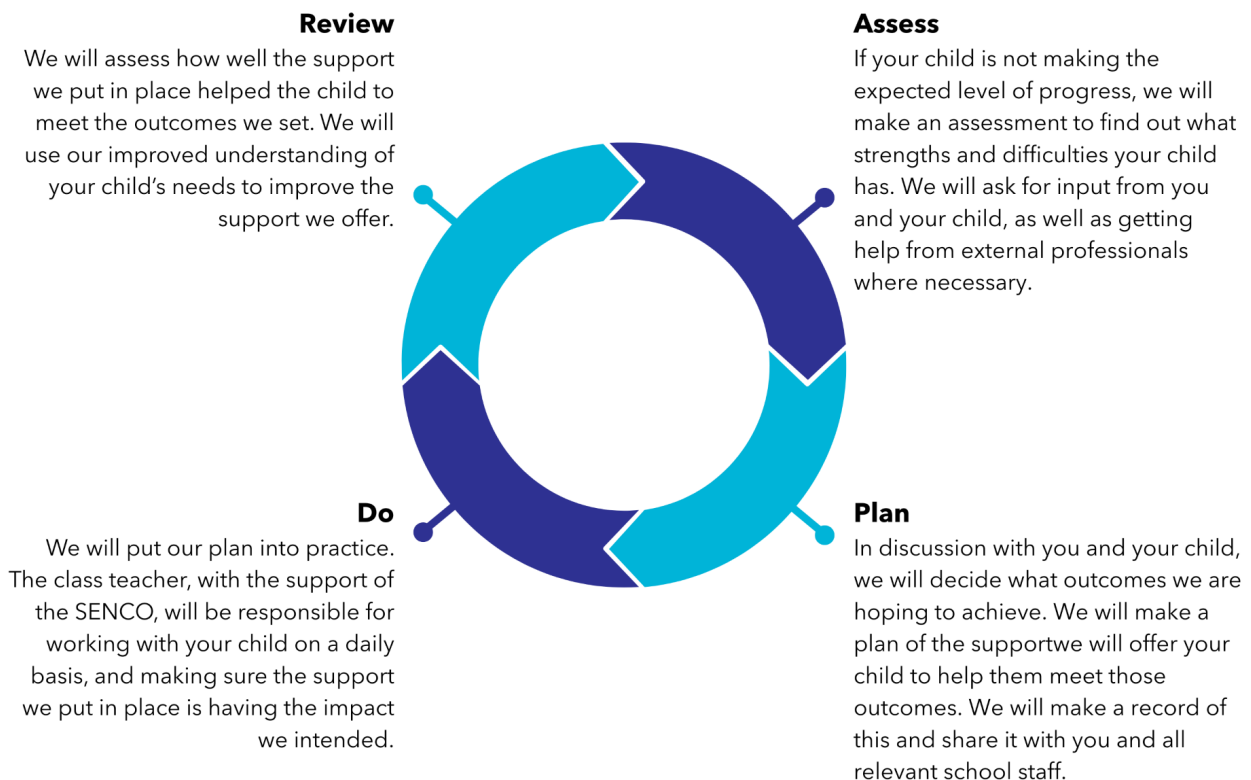 Review
We will assess how well the support
we put in place helped the child to
meet the outcomes we set. We will
use our improved understanding of
your child’s needs to improve the
support we offer.
Assess
If your child is not making the
expected level of progress, we will
make an assessment to find out what
strengths and difficulties your child
has. We will ask for input from you
and your child, as well as getting
help from external professionals
where necessary.
Do
We will put our plan into practice.
The class teacher, with the support of
the SENCO, will be responsible for
working with your child on a daily
basis, and making sure the support
we put in place is having the impact
we intended.
Plan
In discussion with you and your child,
we will decide what outcomes we are
hoping to achieve. We will make a
plan of the supportwe will offer your
child to help them meet those
outcomes. We will make a record of
this and share it with you and all
relevant school staff.